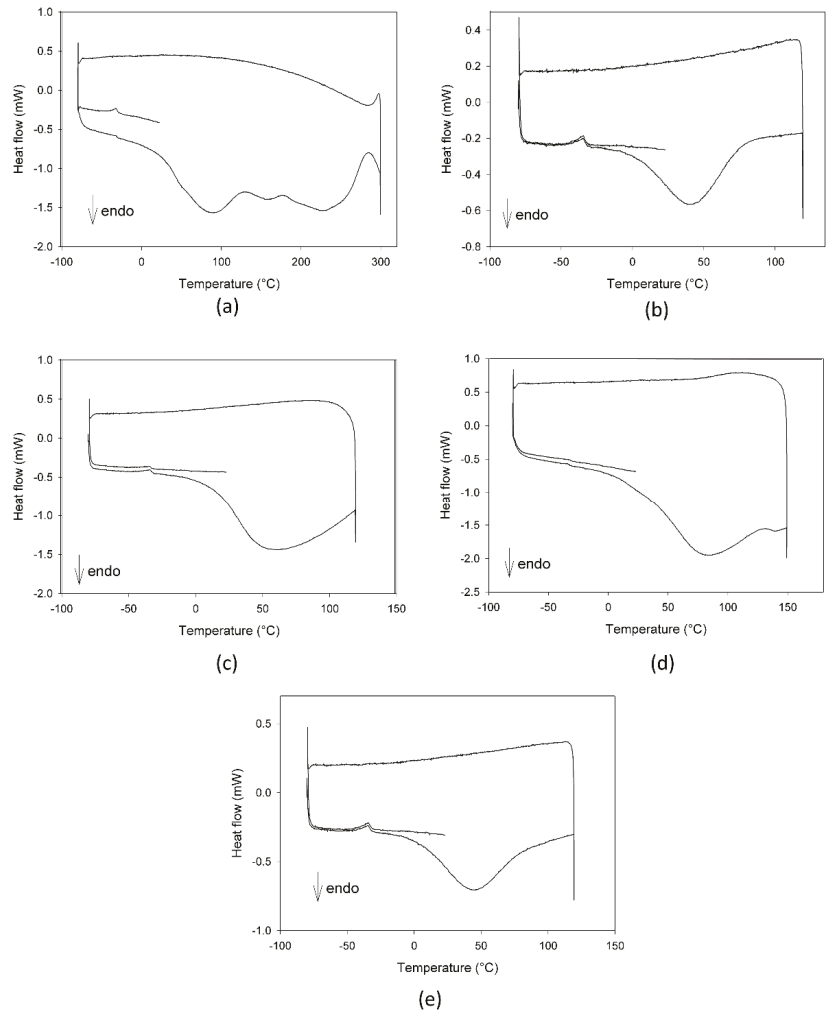 1.0
0.5
0.0
-0.5
-1.0
-1.5
-2.0
Heat flow (mW)
endo
-100 0 100 200 300
Temperature (°C)
(a)
0.4
0.2
0.0
-0.2
-0.4
-0.6
-0.8
Heat flow (mW)
endo
-100 -50 0 50 100
Temperature (°C)
(b)
1.0
0.5
0.0
-0.5
-1.0
-1.5
-2.0
Heat flow (mW)
endo
-100 -50 0 50 100 150
Temperature (°C)
(c)
1.0
0.5
0.0
-0.5
-1.0
-1.5
-2.0
-2.5
Heat flow (mW)
endo
-100 -50 0 50 100 150
Temperature (°C)
(d)
0.5
0.0
-0.5
-1.0
Heat flow (mW)
endo
-100 -50 0 50 100 150
Temperature (°C)
(e)